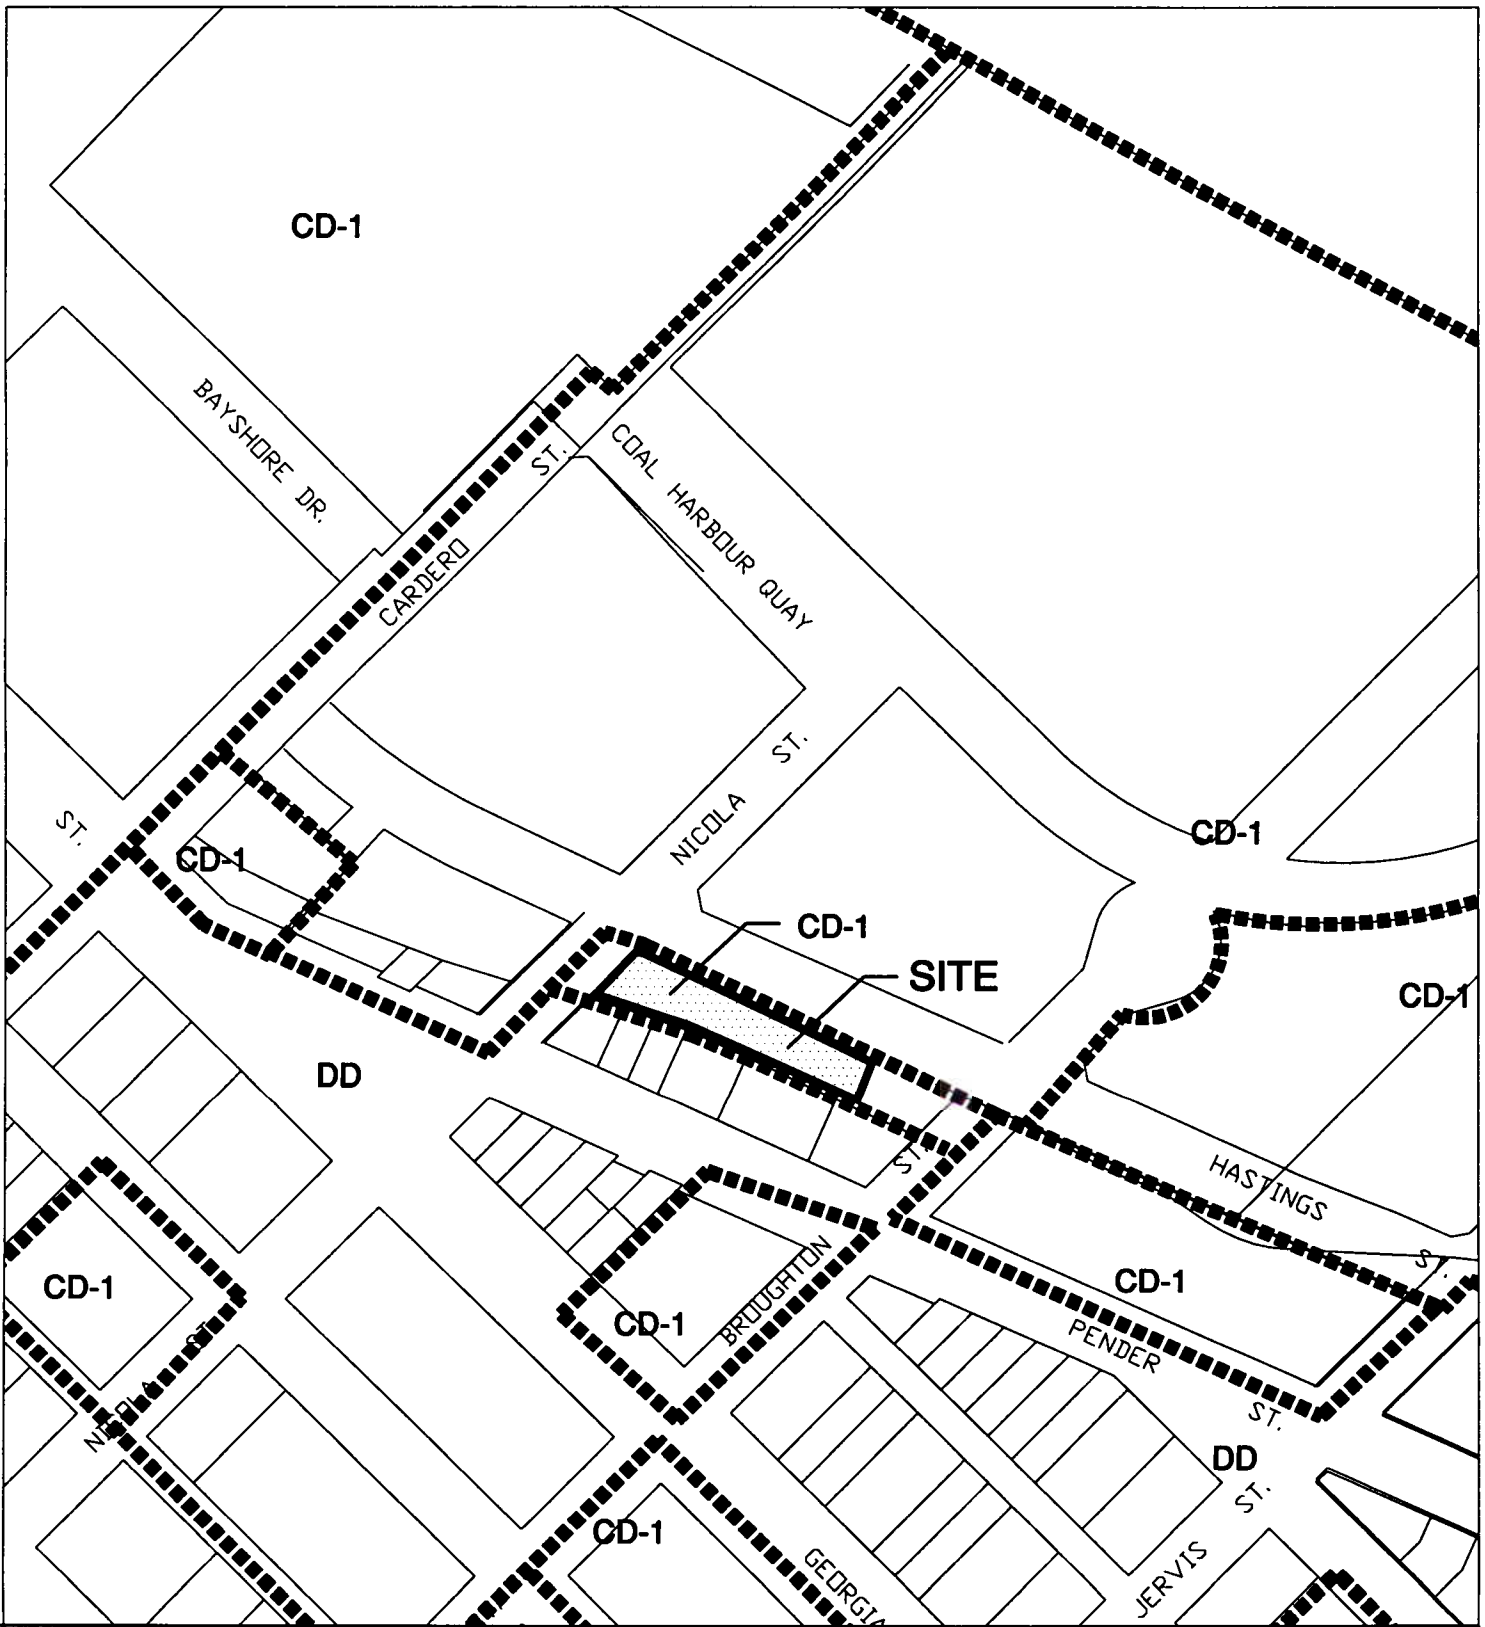 CD-1
BAYSHORE DR.
ST.
COAL HARBOUR QUAY
CARDERO
ST.
NICOLA
ST.
CD-1
CD-1
CD-1
SITE
CD-1
DD
ST.
HASTINGS
ST.
CD-1
CD-1
CD-1
BROUGHTON
PENDER
ST.
NICOLA
ST.
DD
ST.
CD-1
GEORGIA
JERVIS